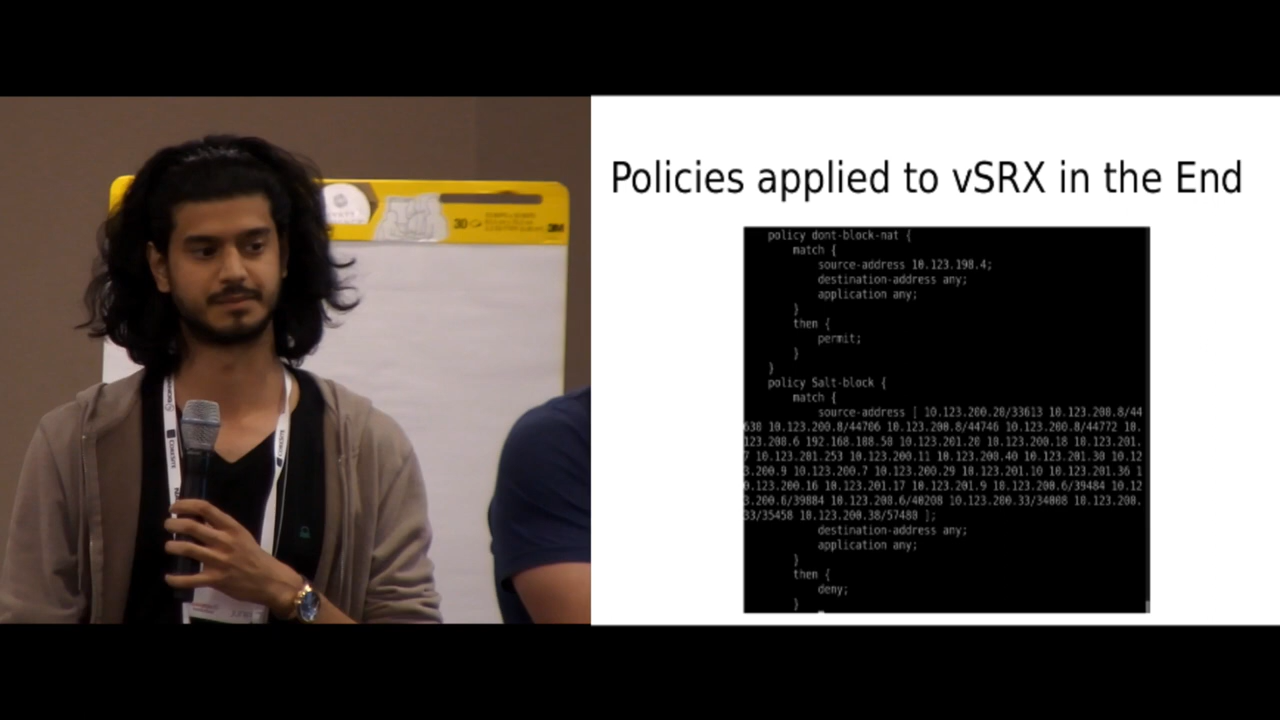 30
3M
CORESITE
Policies applied to vSRX in the End
policy dont-block-nat {
match {
source-address 10.123.198.4;
destination-address any;
application any;
}
then {
permit;
}
}
policy Salt-block {
match {
source-address [ 10.123.200.20/33613 10.123.200.8/44
638 10.123.200.8/44706 10.123.200.8/44746 10.123.200.8/44772 10.
123.200.6 192.168.188.50 10.123.201.20 10.123.200.18 10.123.201.
7 10.123.201.253 10.123.200.11 10.123.200.40 10.123.201.30 10.12
3.200.9 10.123.200.7 10.123.200.29 10.123.201.10 10.123.201.36 1
0.123.200.16 10.123.201.17 10.123.201.9 10.123.200.6/39484 10.12
3.200.6/39884 10.123.200.6/40208 10.123.200.33/34008 10.123.200.
33/35458 10.123.200.38/57480 ];
destination-address any;
application any;
}
then {
deny;
}